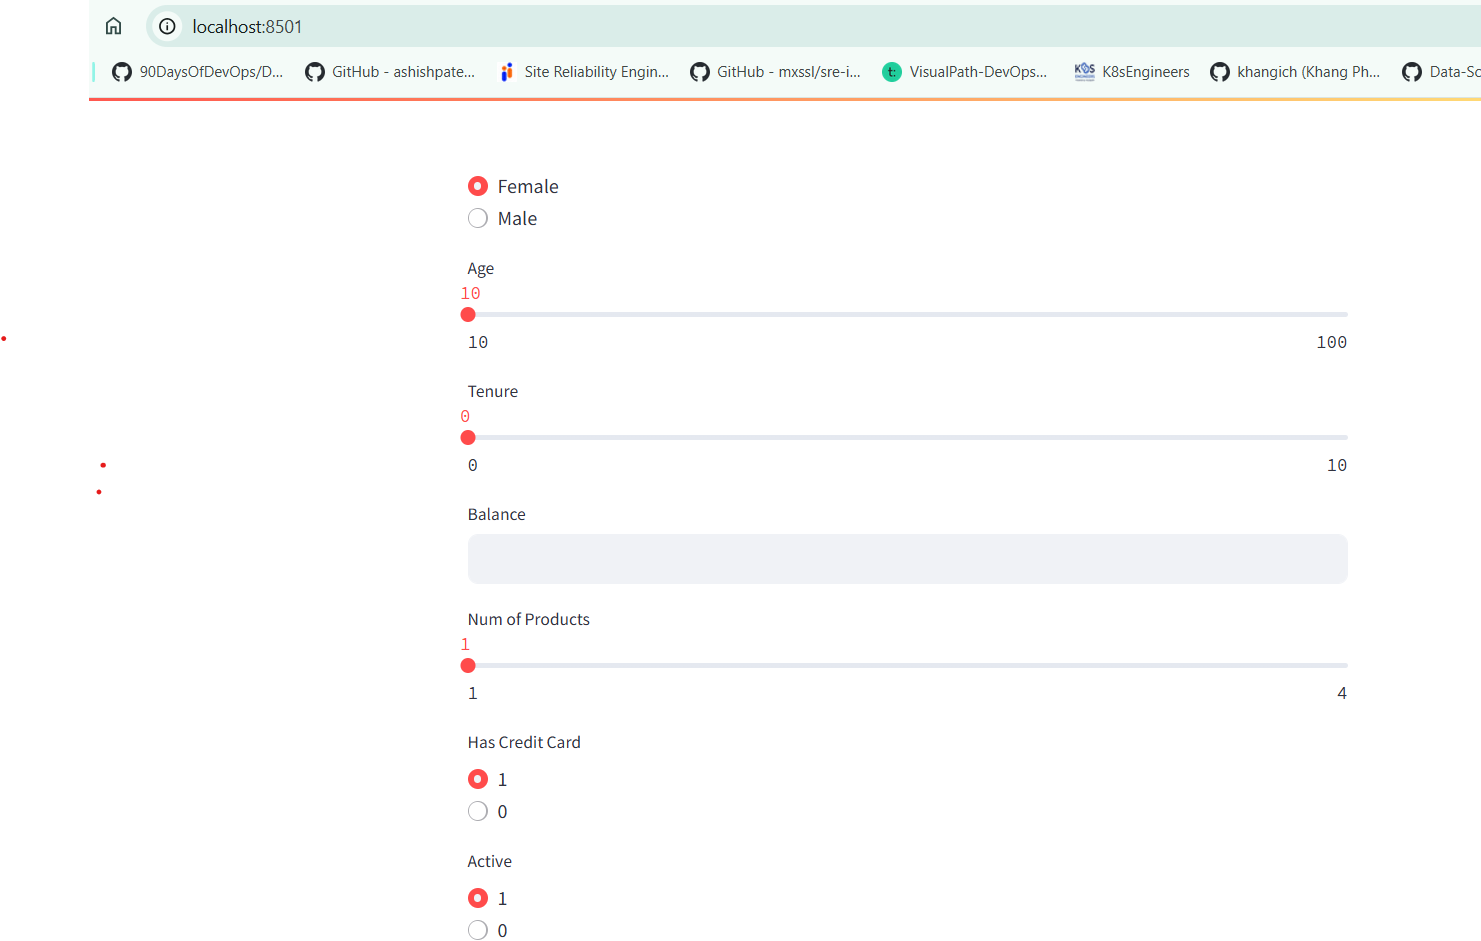 localhost:8501
90DaysOfDevOps/D... GitHub - ashishpate... Site Reliability Engin... GitHub - mxssl/sre-i... t: VisualPath-DevOps... K8S K8sEngineers khangich (Khang Ph... Data-Sc
Female
Male
Age
10
10 100
Tenure
0
0 10
Balance
Num of Products
1
1 4
Has Credit Card
1
0
Active
1
0